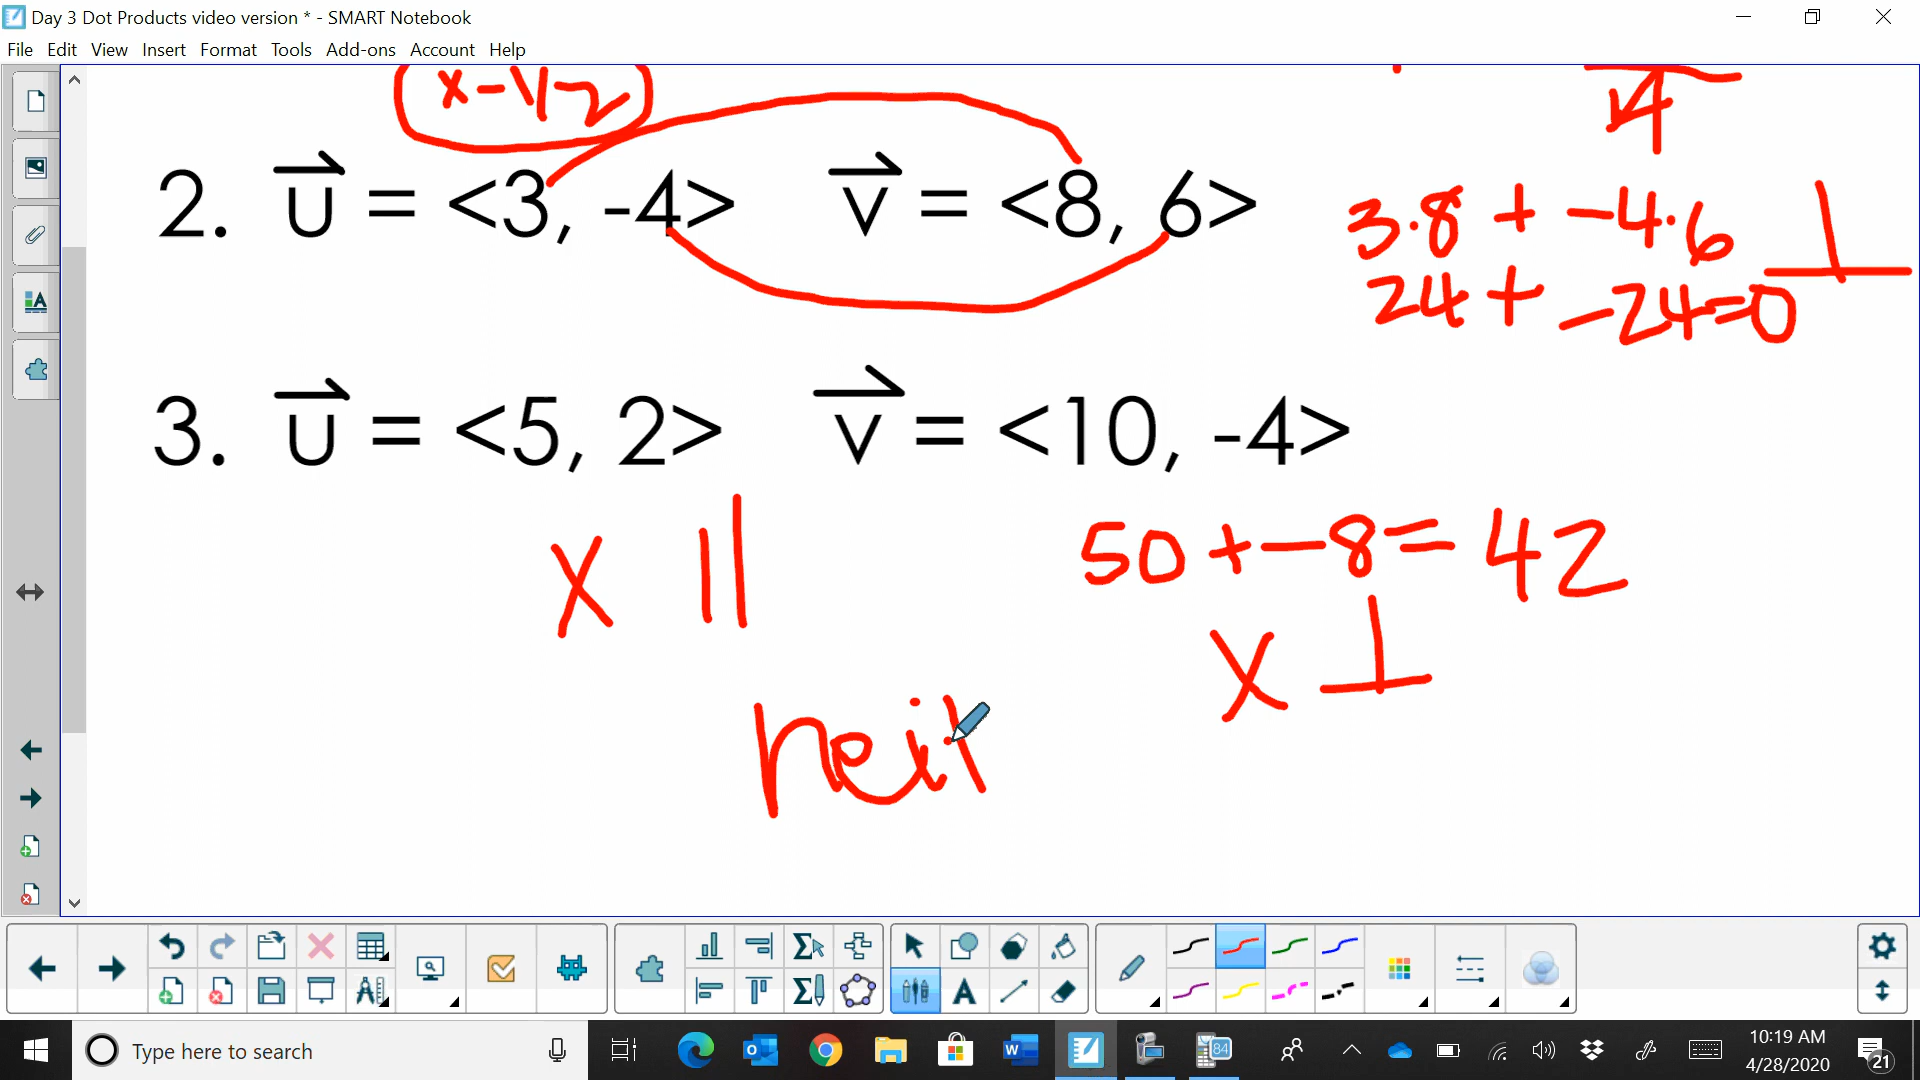 Day 3 Dot Products video version * - SMART Notebook
File Edit View Insert Format Tools Add-ons Account Help
x -1/2
14
2. u = <3, -4> v = <8, 6>
3·8 + -4·6 ⊥
24 + -24=0
3. u = <5, 2> v = <10, -4>
x || 50 + -8 = 42
x ⊥
neit
A
84
Type here to search
10:19 AM
4/28/2020
21